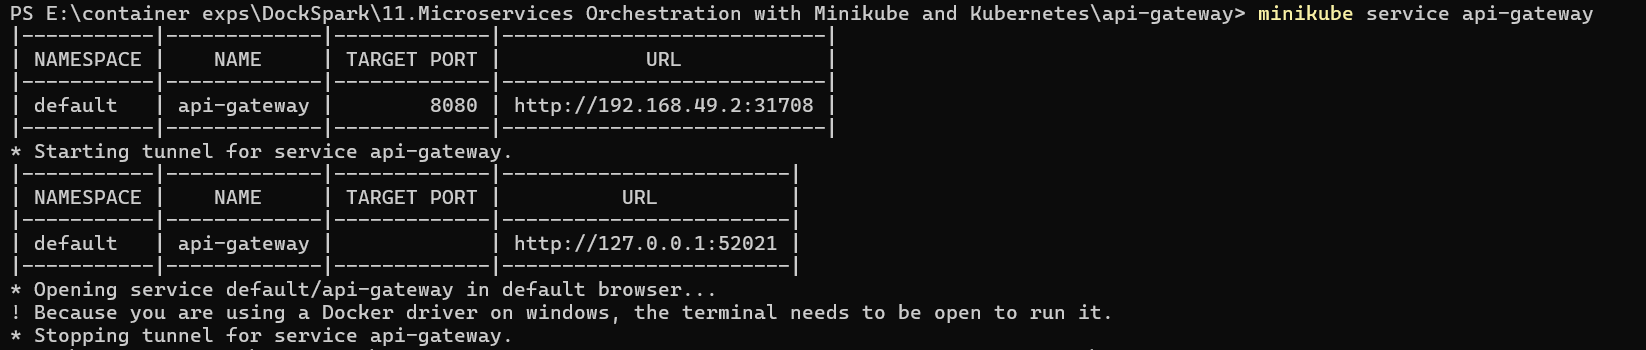 PS E:\container exps\DockSpark\11.Microservices Orchestration with Minikube and Kubernetes\api-gateway> minikube service api-gateway
|-----------|-------------|-------------|---------------------------|
| NAMESPACE |    NAME     | TARGET PORT |            URL            |
|-----------|-------------|-------------|---------------------------|
| default   | api-gateway |        8080 | http://192.168.49.2:31708 |
|-----------|-------------|-------------|---------------------------|
* Starting tunnel for service api-gateway.
|-----------|-------------|-------------|------------------------|
| NAMESPACE |    NAME     | TARGET PORT |          URL           |
|-----------|-------------|-------------|------------------------|
| default   | api-gateway |             | http://127.0.0.1:52021 |
|-----------|-------------|-------------|------------------------|
* Opening service default/api-gateway in default browser...
! Because you are using a Docker driver on windows, the terminal needs to be open to run it.
* Stopping tunnel for service api-gateway.